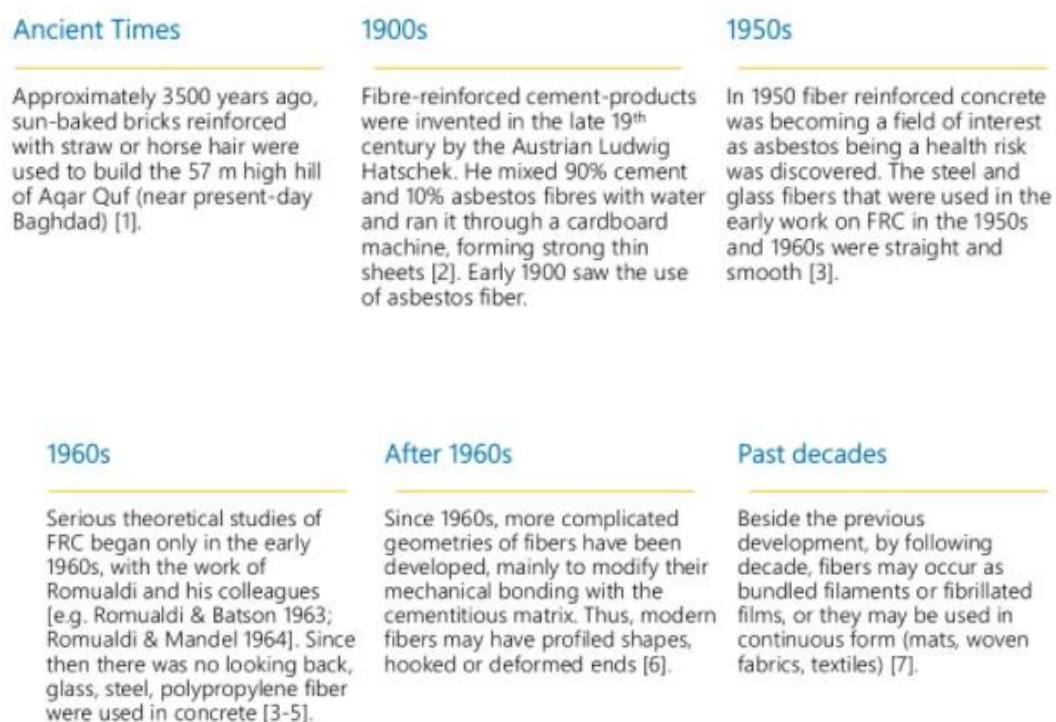 Ancient Times
Approximately 3500 years ago,
sun-baked bricks reinforced
with straw or horse hair were
used to build the 57 m high hill
of Aqar Quf (near present-day
Baghdad) [1].
1900s
Fibre-reinforced cement-products
were invented in the late 19th
century by the Austrian Ludwig
Hatschek. He mixed 90% cement
and 10% asbestos fibres with water
and ran it through a cardboard
machine, forming strong thin
sheets [2]. Early 1900 saw the use
of asbestos fiber.
1950s
In 1950 fiber reinforced concrete
was becoming a field of interest
as asbestos being a health risk
was discovered. The steel and
glass fibers that were used in the
early work on FRC in the 1950s
and 1960s were straight and
smooth [3].
1960s
Serious theoretical studies of
FRC began only in the early
1960s, with the work of
Romualdi and his colleagues
[e.g. Romualdi & Batson 1963;
Romualdi & Mandel 1964]. Since
then there was no looking back,
glass, steel, polypropylene fiber
were used in concrete [3-5].
After 1960s
Since 1960s, more complicated
geometries of fibers have been
developed, mainly to modify their
mechanical bonding with the
cementitious matrix. Thus, modern
fibers may have profiled shapes,
hooked or deformed ends [6].
Past decades
Beside the previous
development, by following
decade, fibers may occur as
bundled filaments or fibrillated
films, or they may be used in
continuous form (mats, woven
fabrics, textiles) [7].